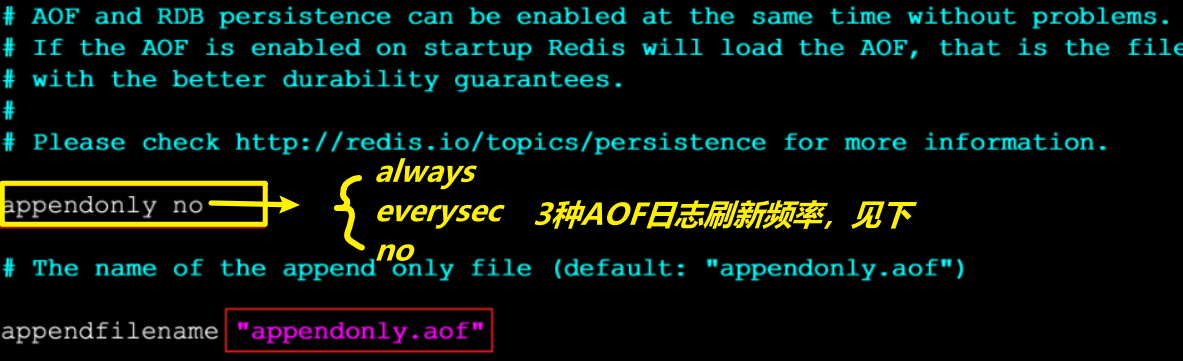 # AOF and RDB persistence can be enabled at the same time without problems.
# If the AOF is enabled on startup Redis will load the AOF, that is the file
# with the better durability guarantees.
#
# Please check http://redis.io/topics/persistence for more information.
always
appendonly no
everysec 3种AOF日志刷新频率，见下
no
# The name of the append only file (default: "appendonly.aof")
appendfilename "appendonly.aof"